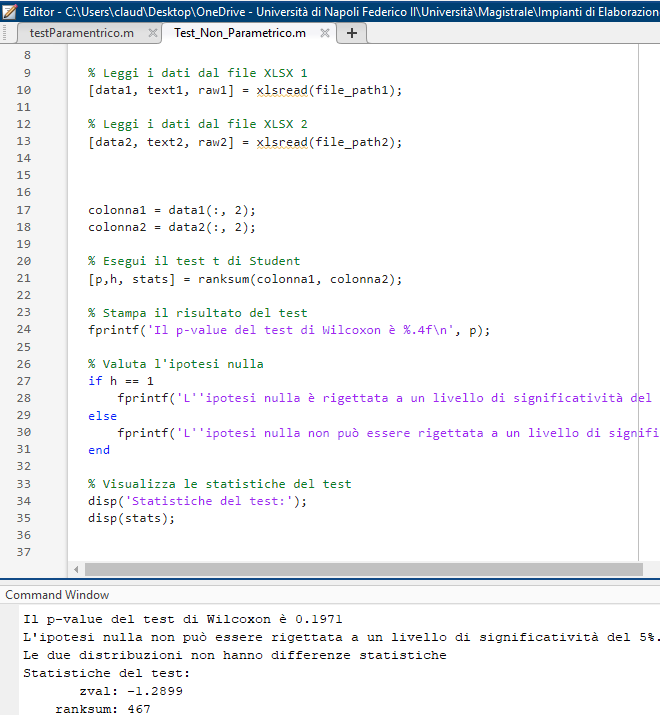 Editor - C:\Users\claud\Desktop\OneDrive - Università di Napoli Federico II\Università\Magistrale\Impianti di Elaborazion
testParamentrico.m
Test_Non_Parametrico.m
8
9 % Leggi i dati dal file XLSX 1
10 [data1, text1, raw1] = xlsread(file_path1);
11
12 % Leggi i dati dal file XLSX 2
13 [data2, text2, raw2] = xlsread(file_path2);
14
15
16
17 colonna1 = data1(:, 2);
18 colonna2 = data2(:, 2);
19
20 % Esegui il test t di Student
21 [p,h, stats] = ranksum(colonna1, colonna2);
22
23 % Stampa il risultato del test
24 fprintf('Il p-value del test di Wilcoxon è %.4f\n', p);
25
26 % Valuta l'ipotesi nulla
27 if h == 1
28 fprintf('L''ipotesi nulla è rigettata a un livello di significatività del
29 else
30 fprintf('L''ipotesi nulla non può essere rigettata a un livello di signifi
31 end
32
33 % Visualizza le statistiche del test
34 disp('Statistiche del test:');
35 disp(stats);
36
37
Command Window
Il p-value del test di Wilcoxon è 0.1971
L'ipotesi nulla non può essere rigettata a un livello di significatività del 5%.
Le due distribuzioni non hanno differenze statistiche
Statistiche del test:
zval: -1.2899
ranksum: 467